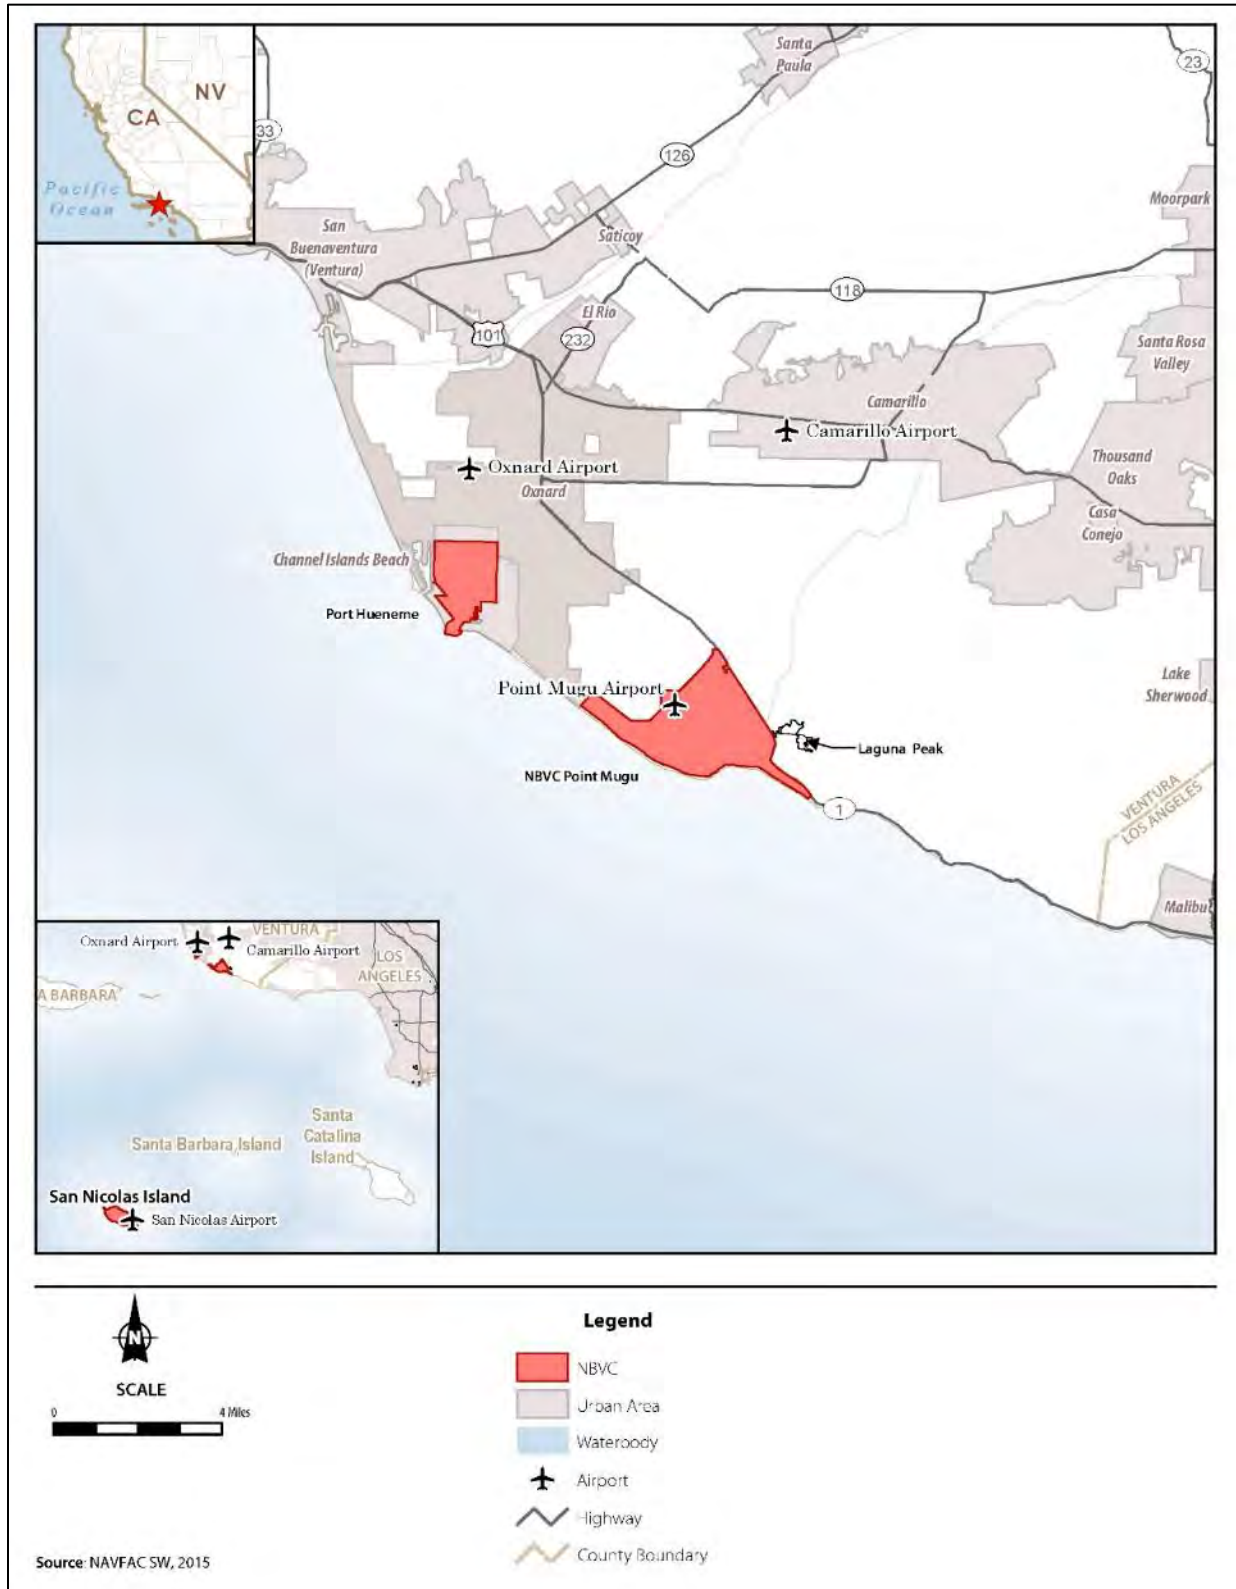 CA
NV
Pacific
Ocean
33
Santa
Paula
23
126
Moorpark
San
Buenaventura
(Ventura)
Saticoy
118
El Rio
101
232
Santa Rosa
Valley
Camarillo
Camarillo Airport
Oxnard Airport
Oxnard
Thousand
Oaks
Casa
Conejo
Channel Islands Beach
Port Hueneme
Point Mugu Airport
Lake
Sherwood
Laguna Peak
NBVC Point Mugu
1
VENTURA
LOS ANGELES
Malibu
Oxnard Airport
VENTURA
Camarillo Airport
LOS
ANGELES
A BARBARA
Santa
Catalina
Island
Santa Barbara Island
San Nicolas Island
San Nicolas Airport
N
SCALE
0
4 Miles
Legend
NBVC
Urban Area
Wateroody
Airport
Highway
County Boundary
Source: NAVFAC SW, 2015